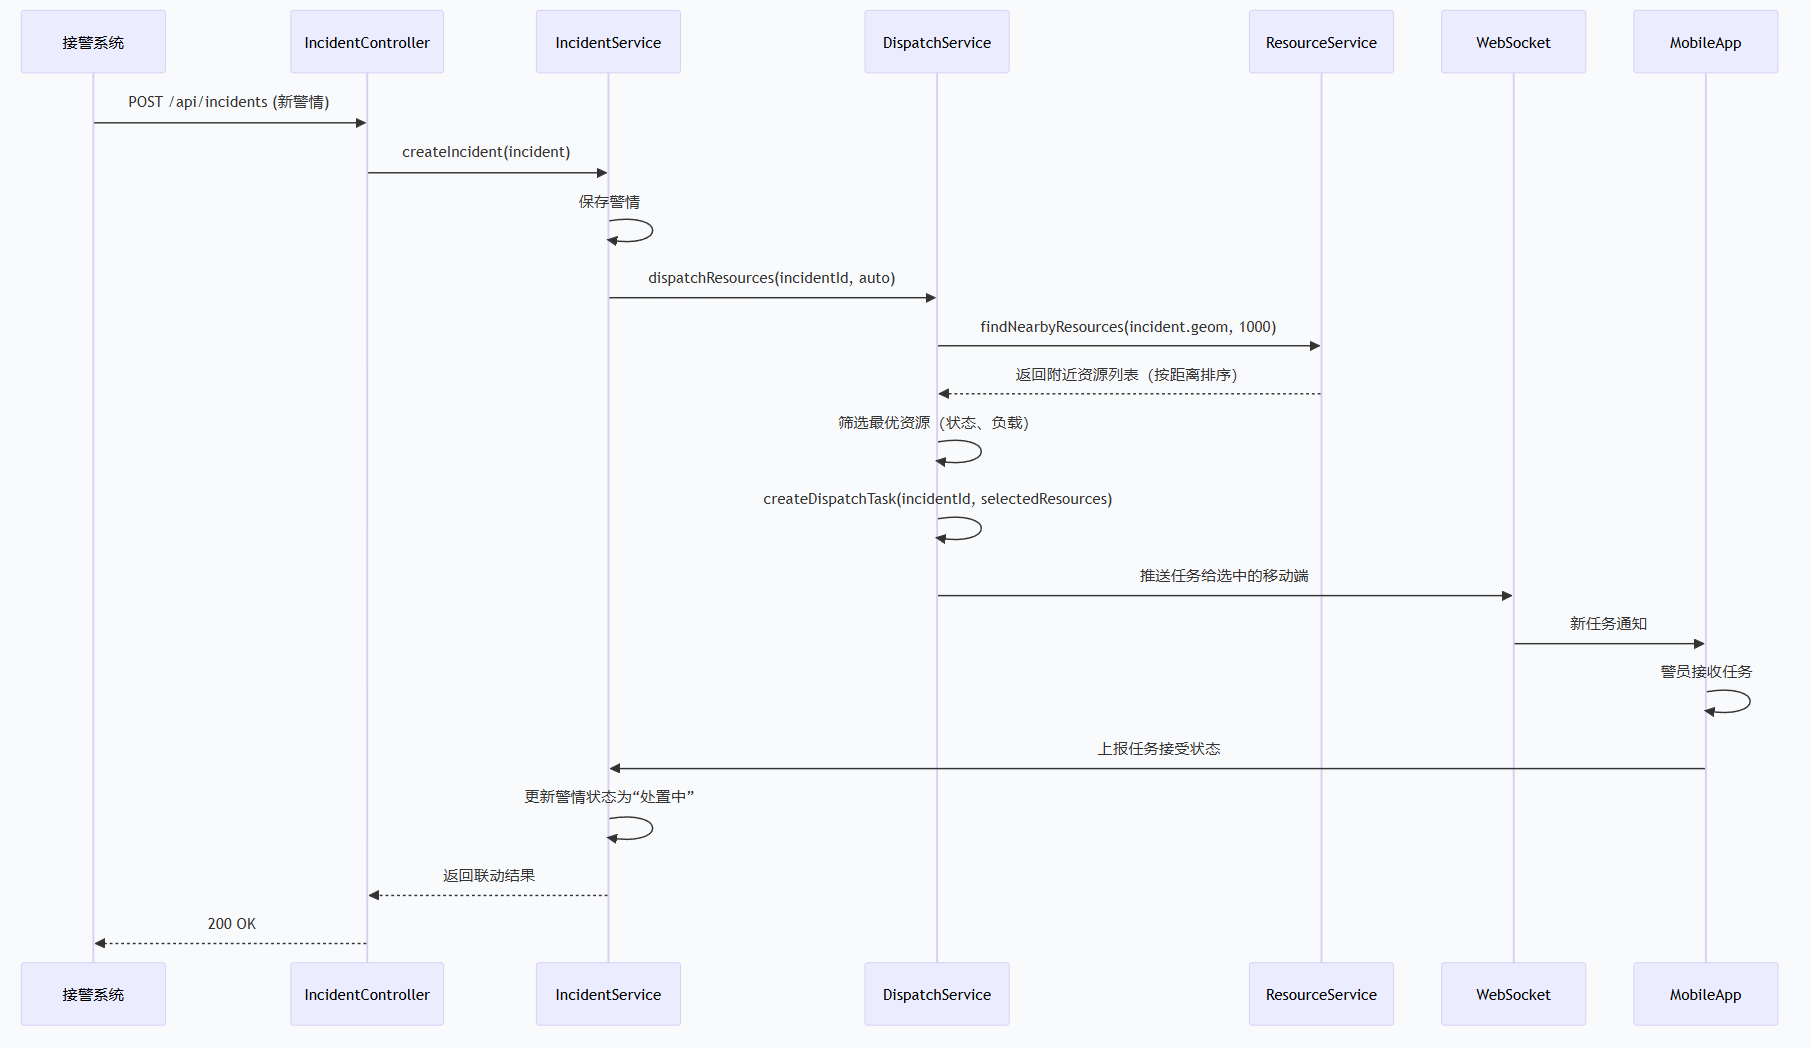 接警系统
IncidentController
IncidentService
DispatchService
ResourceService
WebSocket
MobileApp
POST /api/incidents (新警情)
createIncident(incident)
保存警情
dispatchResources(incidentId, auto)
findNearbyResources(incident.geom, 1000)
返回附近资源列表（按距离排序）
筛选最优资源（状态、负载）
createDispatchTask(incidentId, selectedResources)
推送任务给选中的移动端
新任务通知
警员接收任务
上报任务接受状态
更新警情状态为“处置中”
返回联动结果
200 OK
接警系统
IncidentController
IncidentService
DispatchService
ResourceService
WebSocket
MobileApp